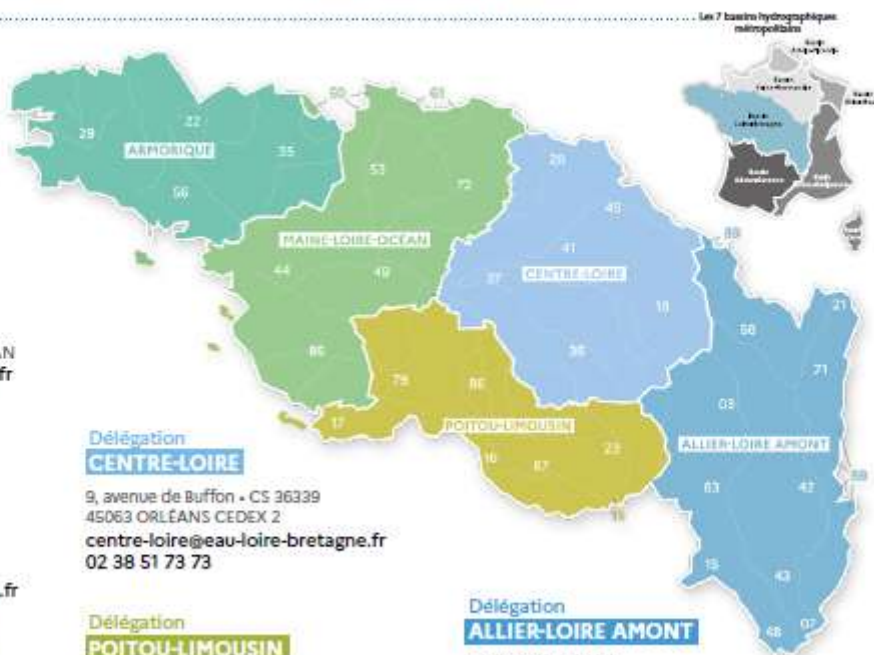 Les 7 bassins hydrographiques
métropolitains
50
61
22
29
35
ARMORIQUE
53
28
56
72
45
89
MAINE-LOIRE-OCÉAN
41
44
49
37
CENTRE-LOIRE
18
21
58
85
36
71
AN
fr
79
86
03
17
POITOU-LIMOUSIN
23
ALLIER-LOIRE AMONT
16
87
63
42
69
15
43
48
07
Délégation
CENTRE-LOIRE
9, avenue de Buffon • CS 36339
45063 ORLÉANS CEDEX 2
centre-loire@eau-loire-bretagne.fr
02 38 51 73 73
.fr
Délégation
POITOU-LIMOUSIN
Délégation
ALLIER-LOIRE AMONT